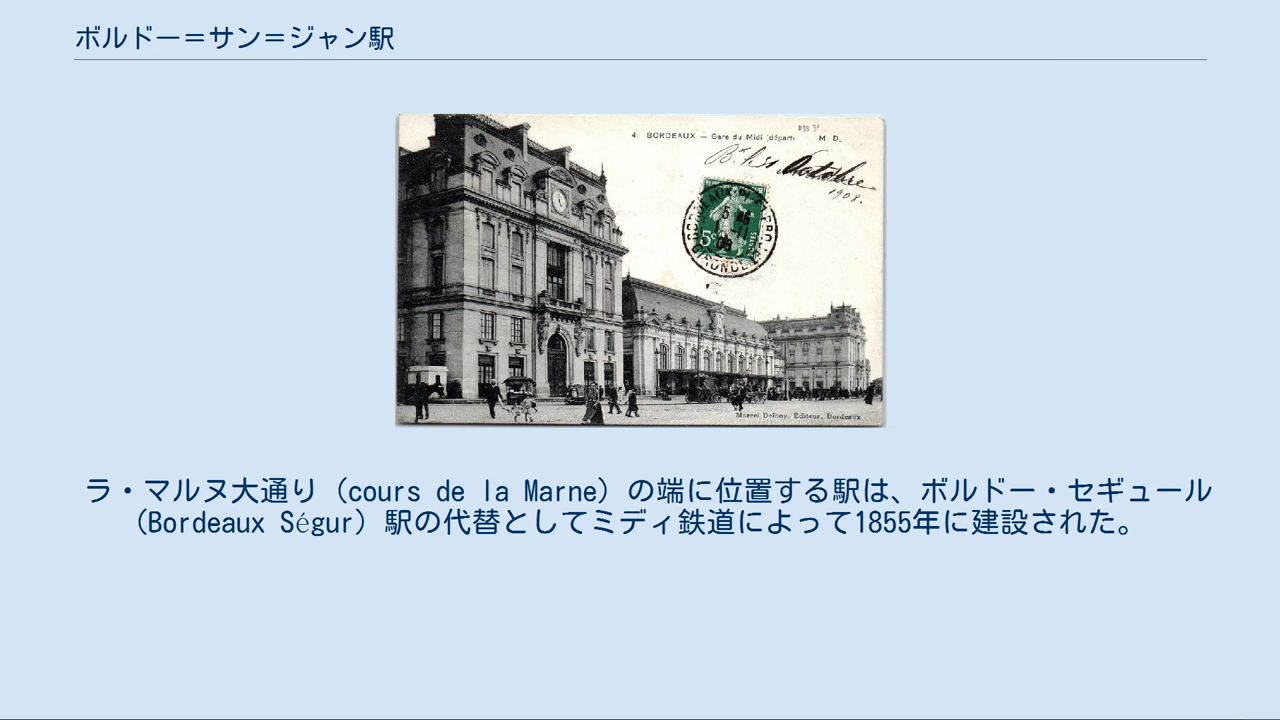 ボルドー＝サン＝ジャン駅
4. BORDEAUX — Gare du Midi (départ
M. D.
Octobre
1908.
5c
GIRONDE
Marcel Delboy, Editeur, Bordeaux
ラ・マルヌ大通り（cours de la Marne）の端に位置する駅は、ボルドー・セギュール
（Bordeaux Ségur）駅の代替としてミディ鉄道によって1855年に建設された。